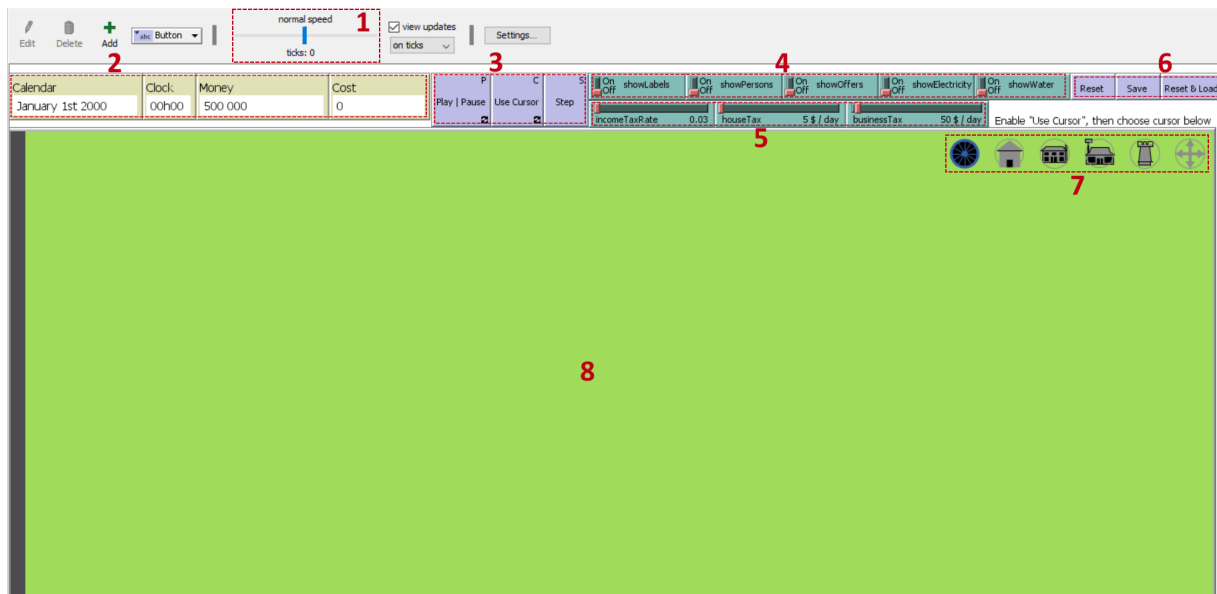 normal speed
1
view updates
Edit
Delete
Add
abc Button
ticks: 0
on ticks
Settings...
2
3
4
6
Calendar
Clock
Money
Cost
January 1st 2000
00h00
500 000
0
P
Play | Pause
C
Use Cursor
S
Step
On
Off
showLabels
On
Off
showPersons
On
Off
showOffers
On
Off
showElectricity
On
Off
showWater
Reset
Save
Reset & Load
incomeTaxRate
0.03
houseTax
5 $ / day
businessTax
50 $ / day
Enable "Use Cursor", then choose cursor below
5
7
8